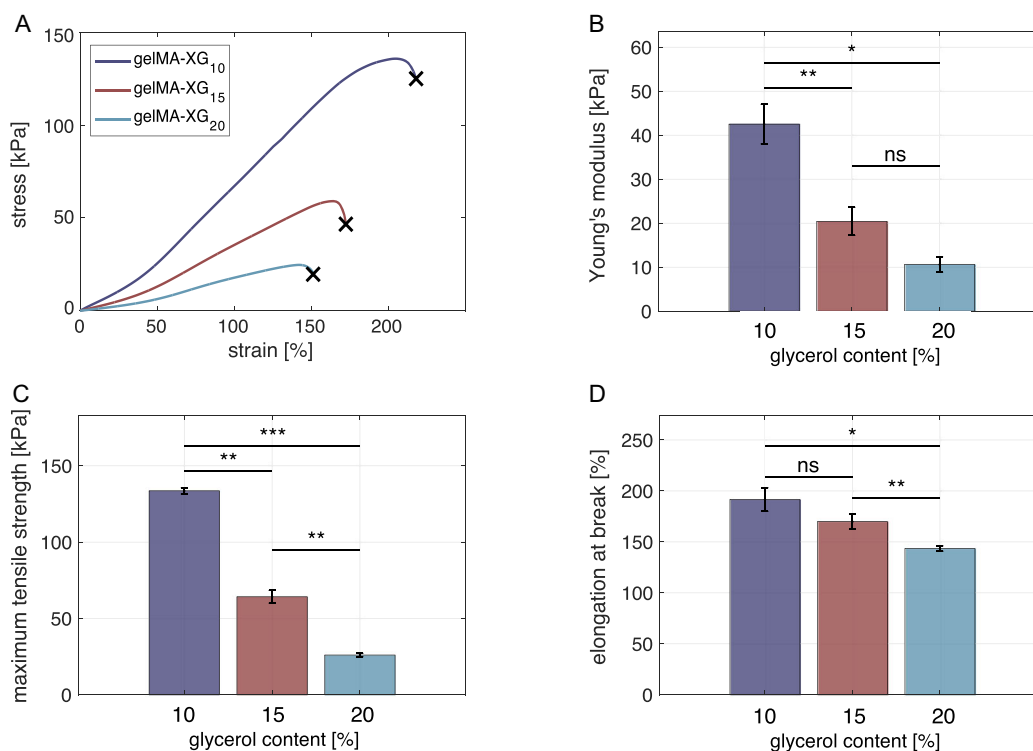 A
stress [kPa]
150
100
50
0
gelMA-XG10
gelMA-XG15
gelMA-XG20
0 50 100 150 200
strain [%]
B
Young's modulus [kPa]
60
50
40
30
20
10
0
*
**
ns
10 15 20
glycerol content [%]
C
maximum tensile strength [kPa]
150
100
50
0
***
**
**
10 15 20
glycerol content [%]
D
elongation at break [%]
250
200
150
100
50
0
*
ns
**
10 15 20
glycerol content [%]